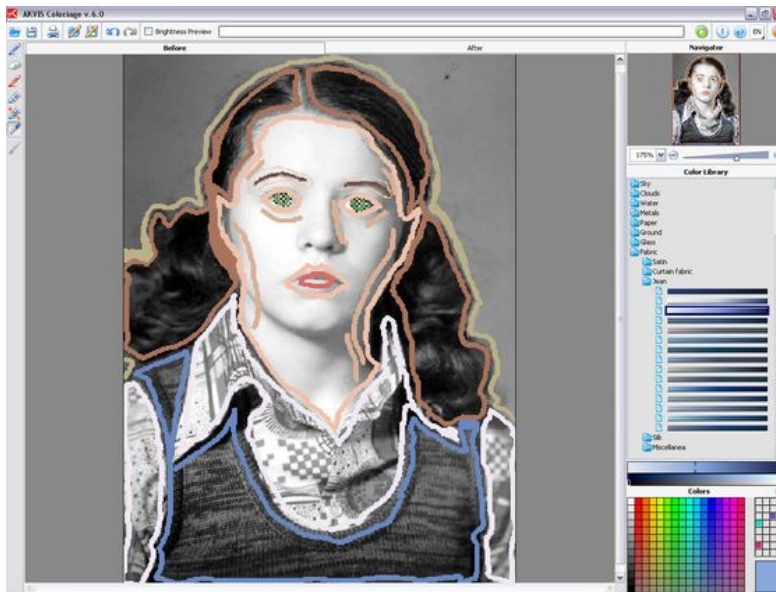 AKVIS Coloriage v.6.0
Brightness Preview
EN
Before
After
Navigator
175%
Color Library
Sky
Clouds
Water
Metals
Paper
Ground
Glass
Fabric
Satin
Curtain fabric
Jean
Silk
Miscellanea
Colors